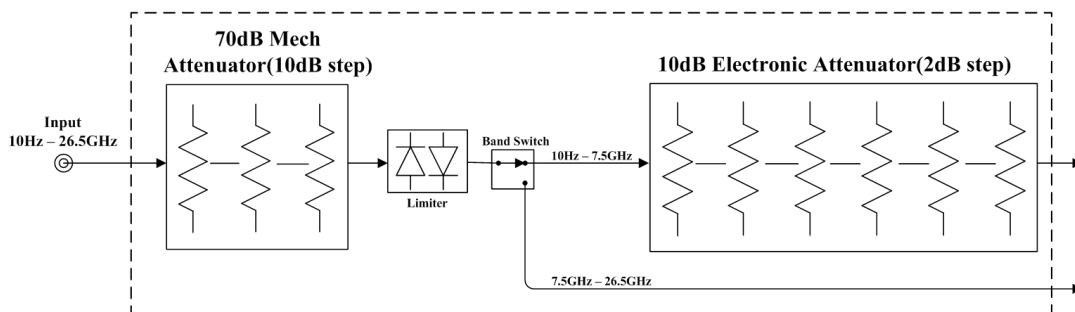 70dB Mech
Attenuator(10dB step)
10dB Electronic Attenuator(2dB step)
Input
10Hz – 26.5GHz
Band Switch
10Hz – 7.5GHz
Limiter
7.5GHz – 26.5GHz